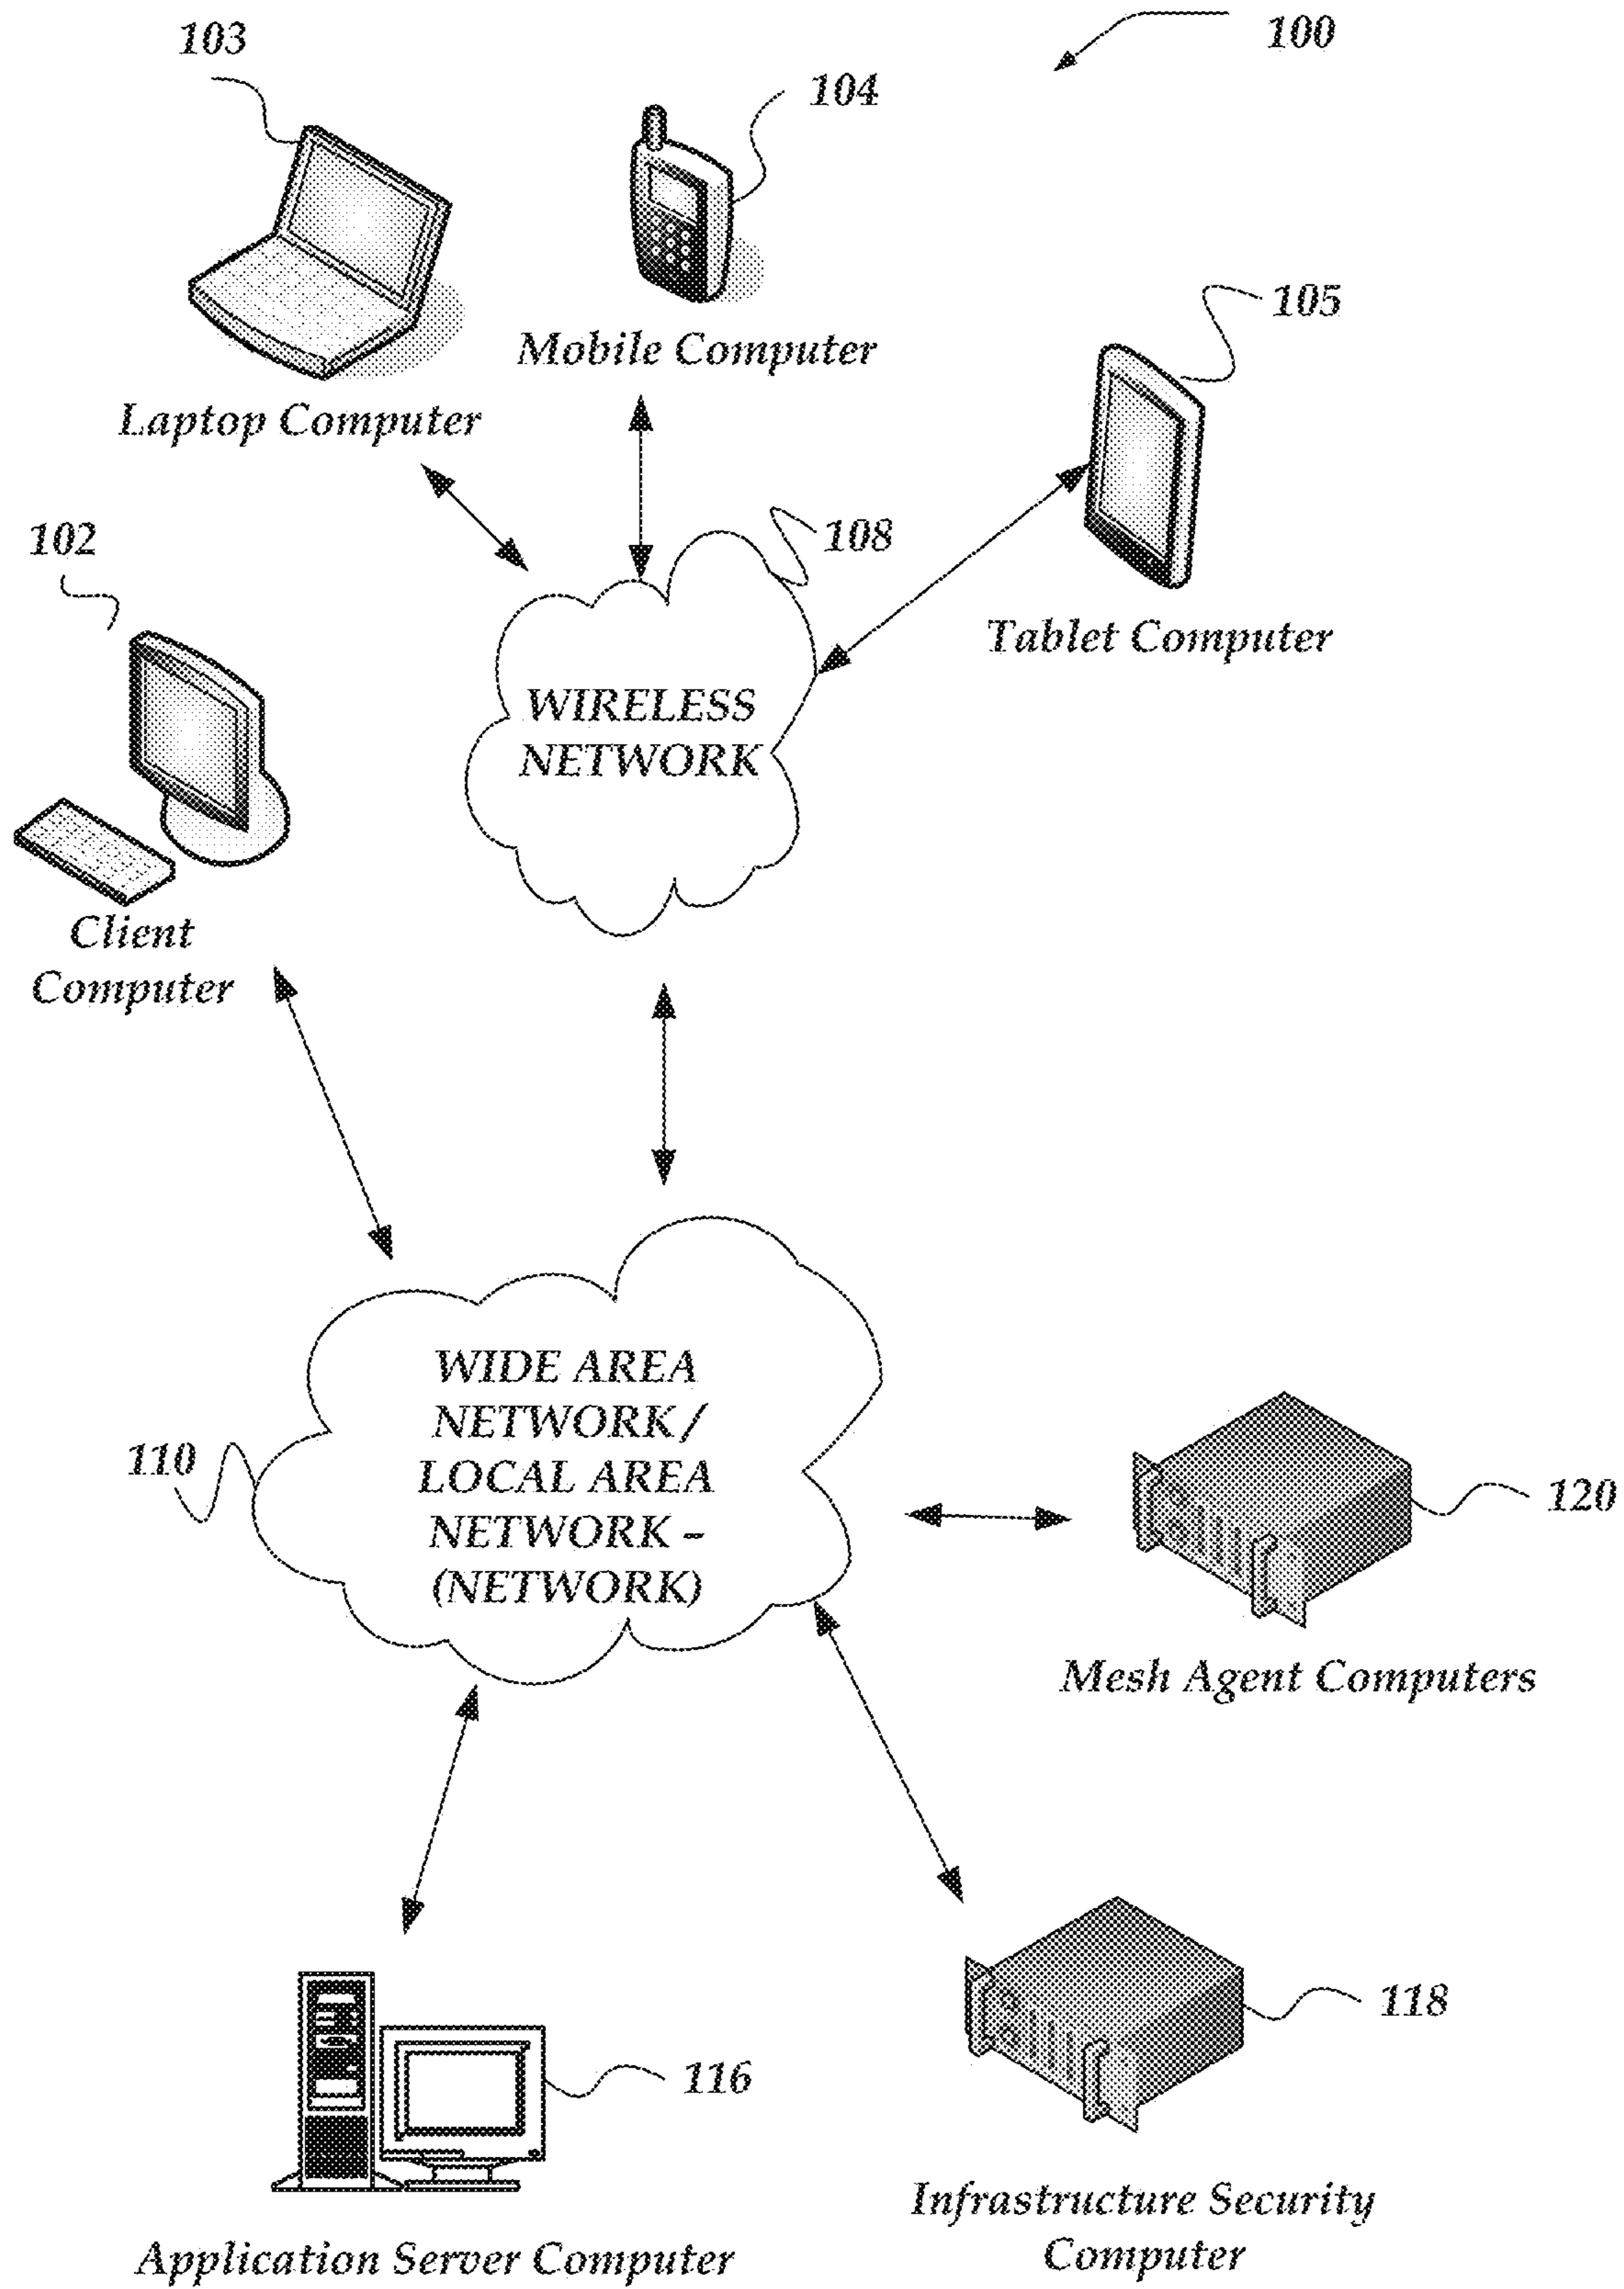 103
100
104
105
Mobile Computer
Laptop Computer
102
108
Tablet Computer
WIRELESS
NETWORK
Client
Computer
WIDE AREA
NETWORK /
LOCAL AREA
NETWORK –
(NETWORK)
110
120
Mesh Agent Computers
118
116
Infrastructure Security
Computer
Application Server Computer